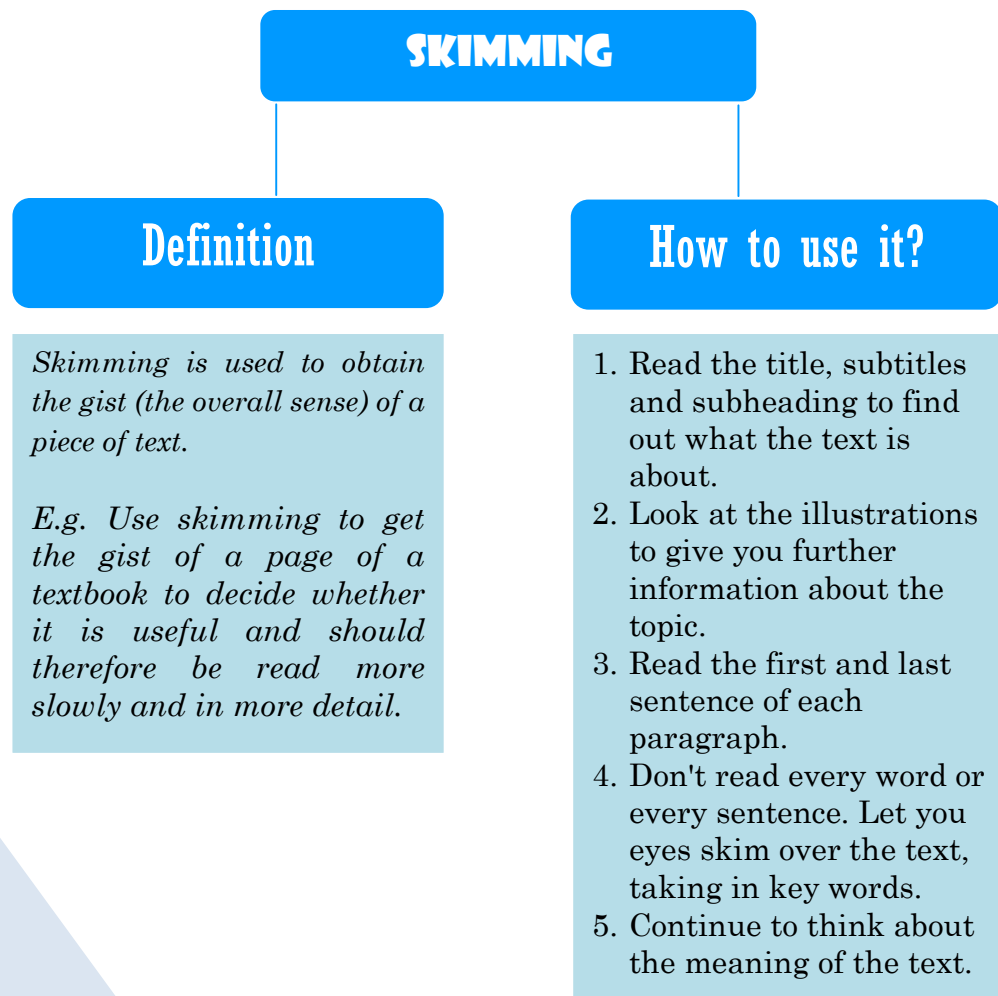 SKIMMING
Definition
Skimming is used to obtain
the gist (the overall sense) of a
piece of text.
E.g. Use skimming to get
the gist of a page of a
textbook to decide whether
it is useful and should
therefore be read more
slowly and in more detail.
How to use it?
1. Read the title, subtitles
and subheading to find
out what the text is
about.
2. Look at the illustrations
to give you further
information about the
topic.
3. Read the first and last
sentence of each
paragraph.
4. Don't read every word or
every sentence. Let you
eyes skim over the text,
taking in key words.
5. Continue to think about
the meaning of the text.